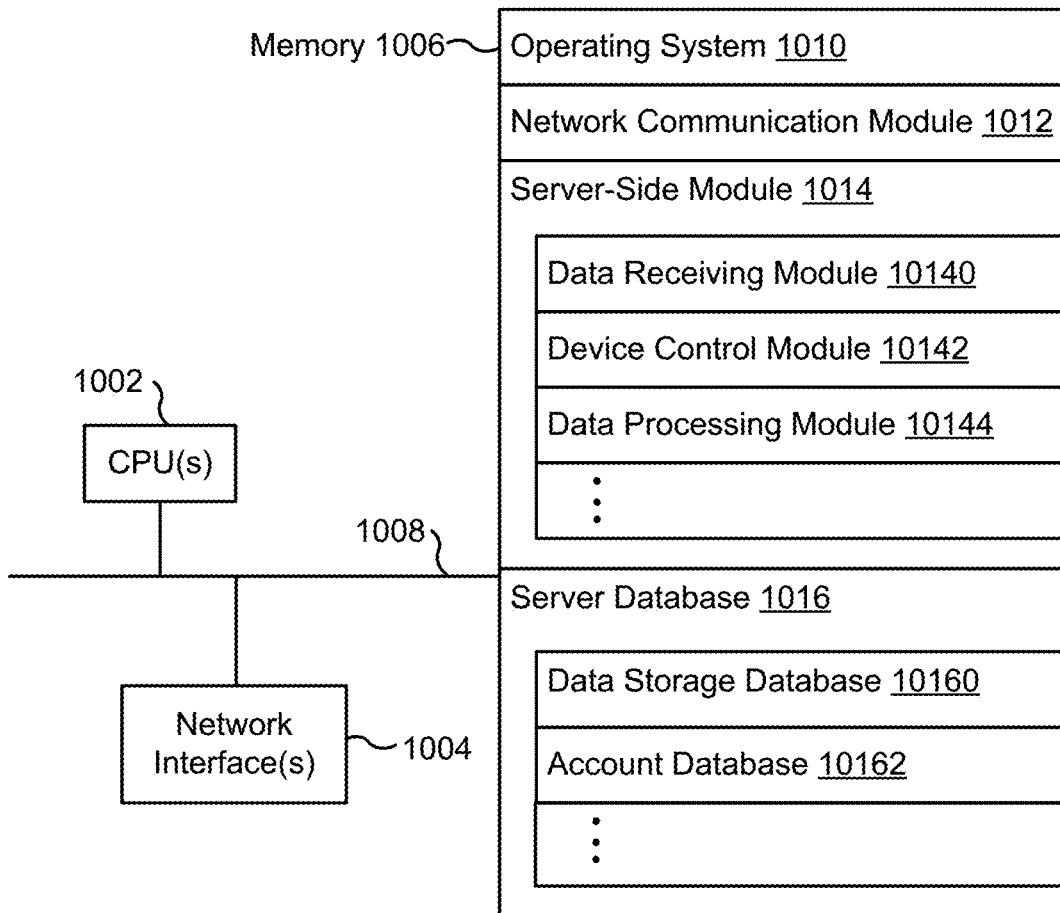 Memory 1006
Operating System 1010
Network Communication Module 1012
Server-Side Module 1014
Data Receiving Module 10140
Device Control Module 10142
Data Processing Module 10144
1002
CPU(s)
1008
Server Database 1016
Data Storage Database 10160
Network
Interface(s)
1004
Account Database 10162